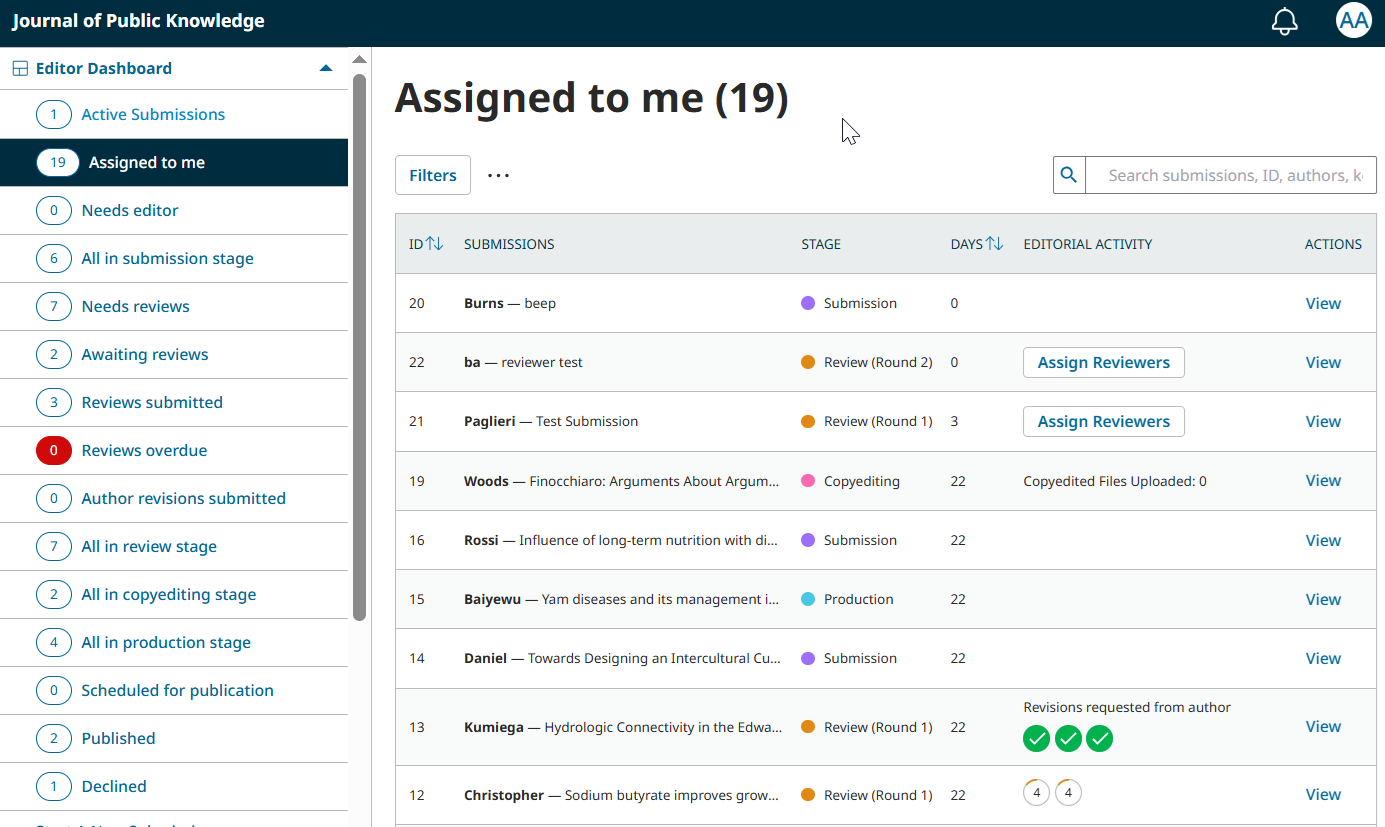 Journal of Public Knowledge
AA
Editor Dashboard
1 Active Submissions
19 Assigned to me
0 Needs editor
6 All in submission stage
7 Needs reviews
2 Awaiting reviews
3 Reviews submitted
0 Reviews overdue
0 Author revisions submitted
7 All in review stage
2 All in copyediting stage
4 All in production stage
0 Scheduled for publication
2 Published
1 Declined
Assigned to me (19)
Filters ...
Search submissions, ID, authors, k
ID SUBMISSIONS STAGE DAYS EDITORIAL ACTIVITY ACTIONS
20 Burns — beep Submission 0 View
22 ba — reviewer test Review (Round 2) 0 Assign Reviewers View
21 Paglieri — Test Submission Review (Round 1) 3 Assign Reviewers View
19 Woods — Finocchiaro: Arguments About Argum... Copyediting 22 Copyedited Files Uploaded: 0 View
16 Rossi — Influence of long-term nutrition with di... Submission 22 View
15 Baiyewu — Yam diseases and its management i... Production 22 View
14 Daniel — Towards Designing an Intercultural Cu... Submission 22 View
Revisions requested from author
13 Kumiega — Hydrologic Connectivity in the Edwa... Review (Round 1) 22 View
12 Christopher — Sodium butyrate improves grow... Review (Round 1) 22 4 4 View